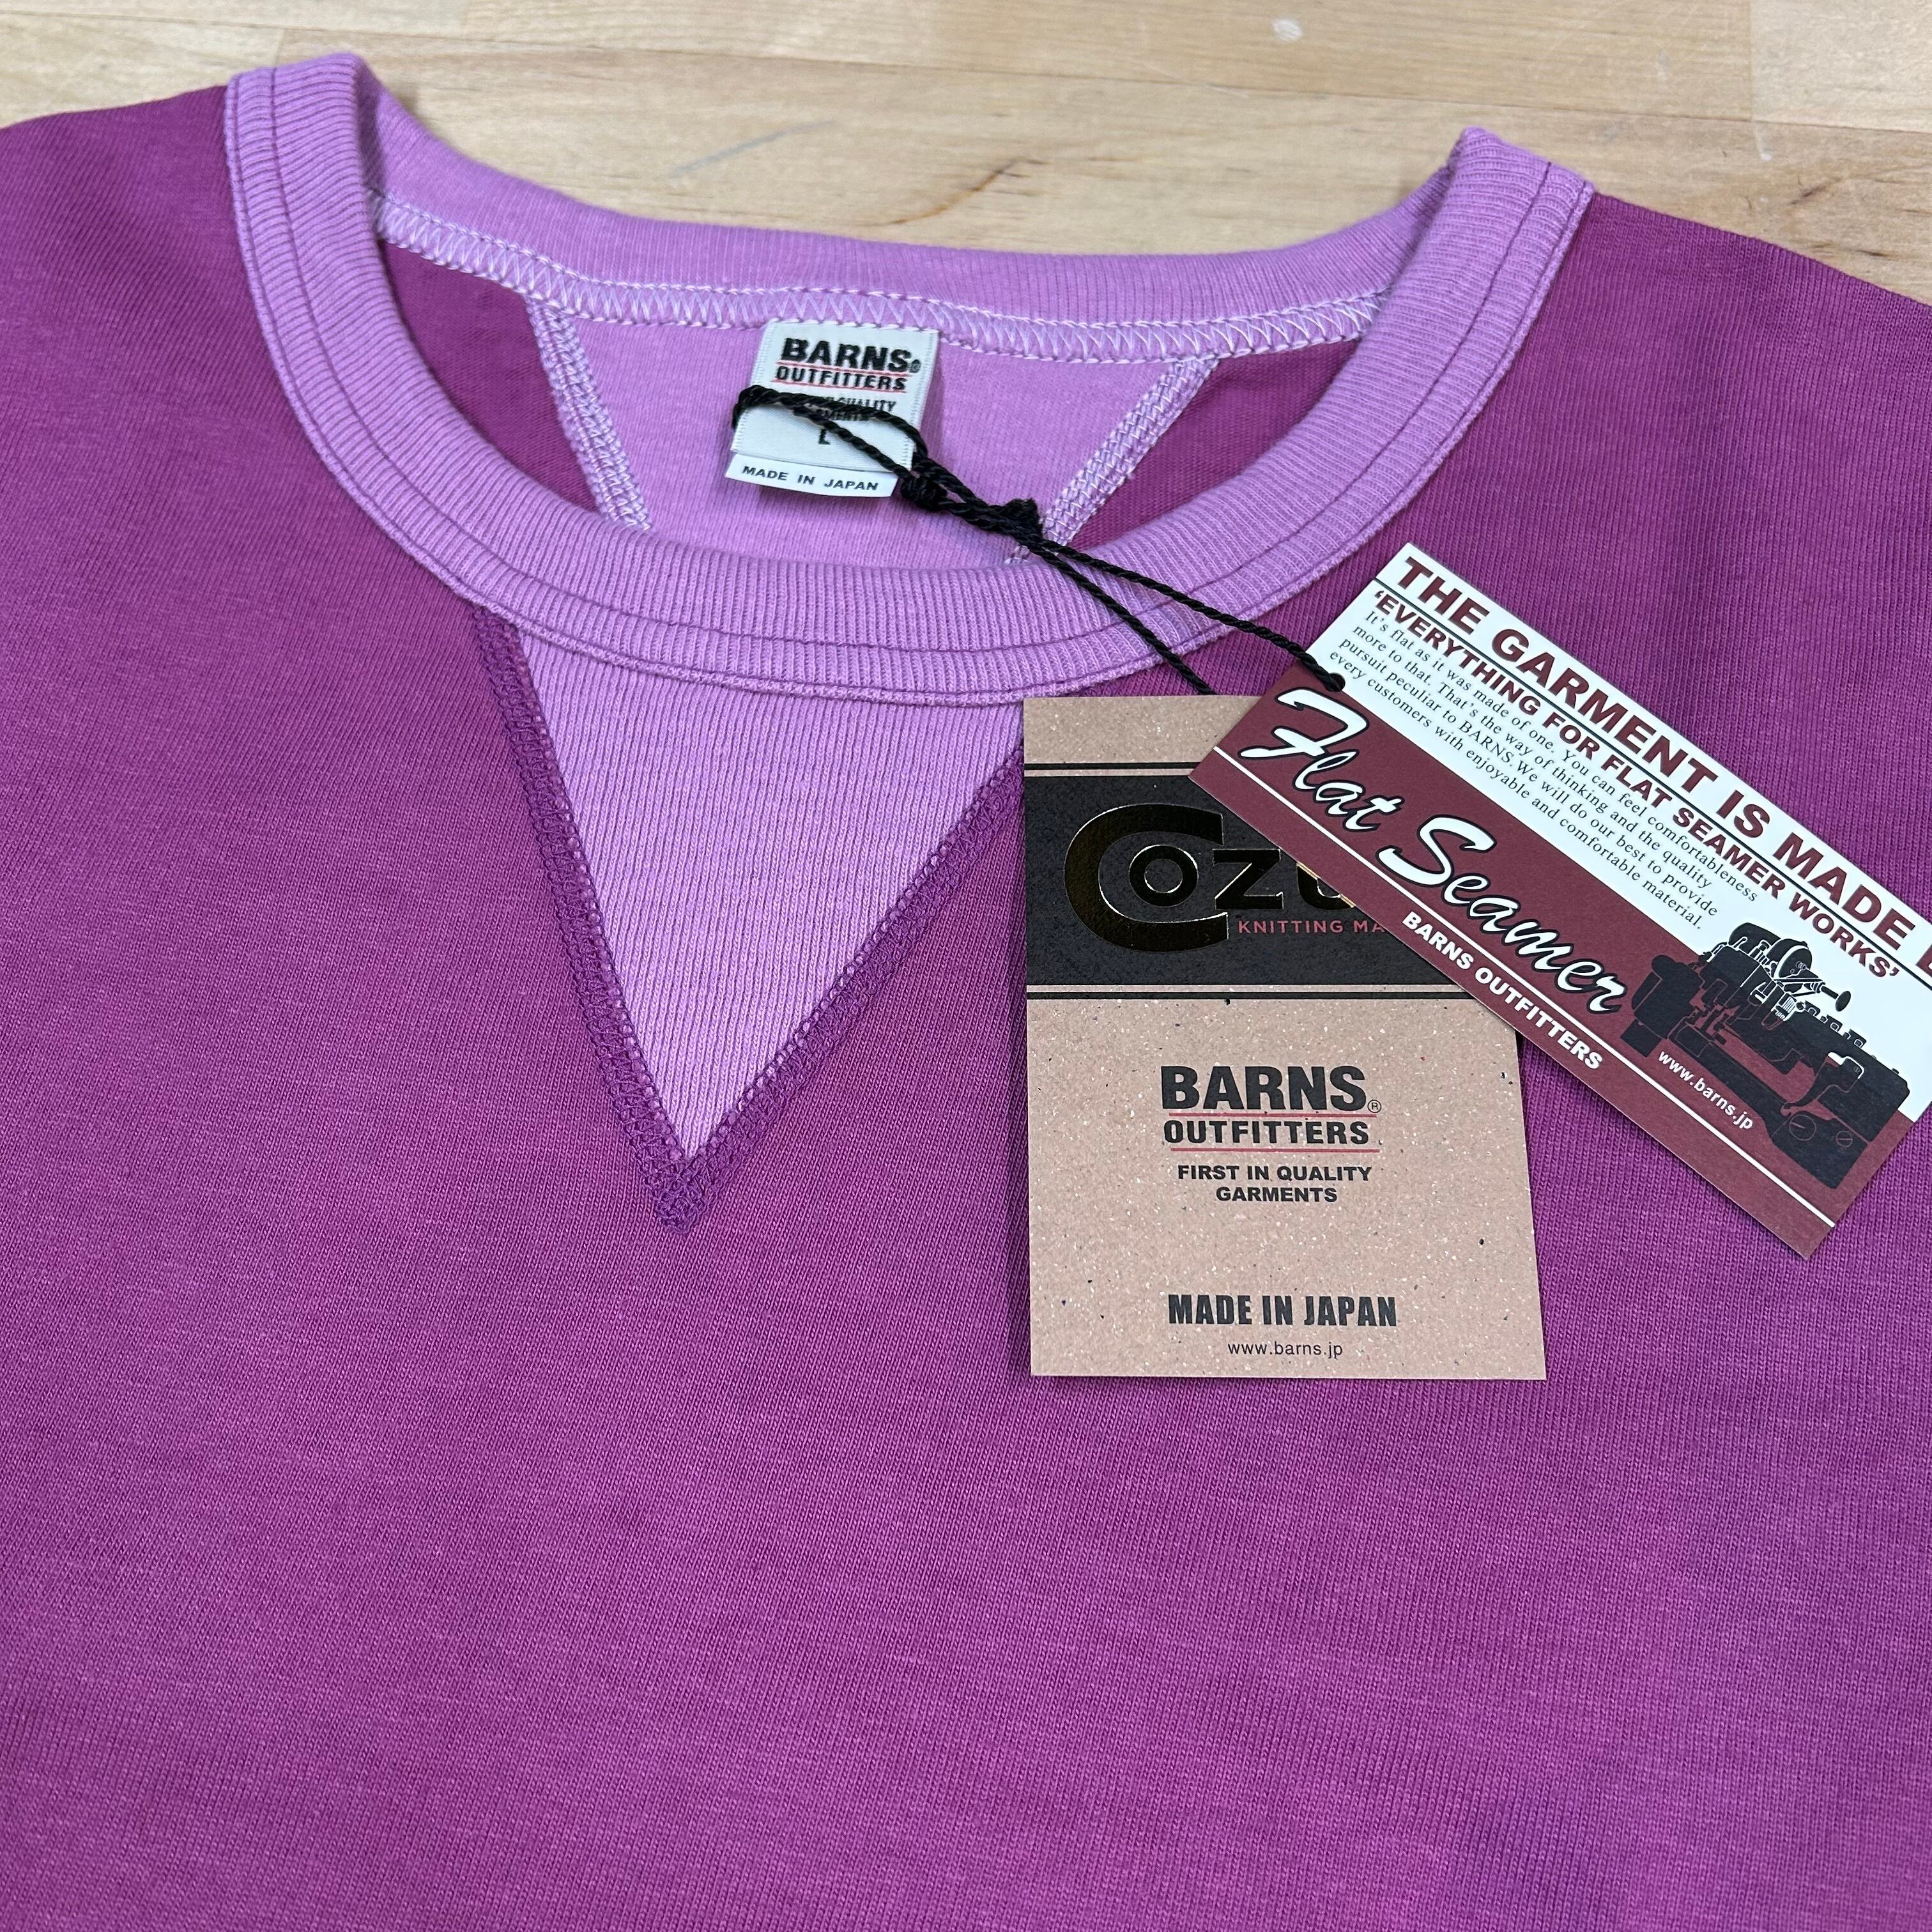 BARNS®
OUTFITTERS
L
MADE IN JAPAN
THE GARMENT IS MADE
'EVERYTHING FOR FLAT SEAMER WORKS'
It's flat as it was made of one. You can feel comfortableness
more to that. That's the way of thinking and the quality
pursuit peculiar to BARNS. We will do our best to provide
every customers with enjoyable and comfortable material.
Flat Seamer
BARNS OUTFITTERS
www.barns.jp
KNITTING
BARNS®
OUTFITTERS
FIRST IN QUALITY
GARMENTS
MADE IN JAPAN
www.barns.jp